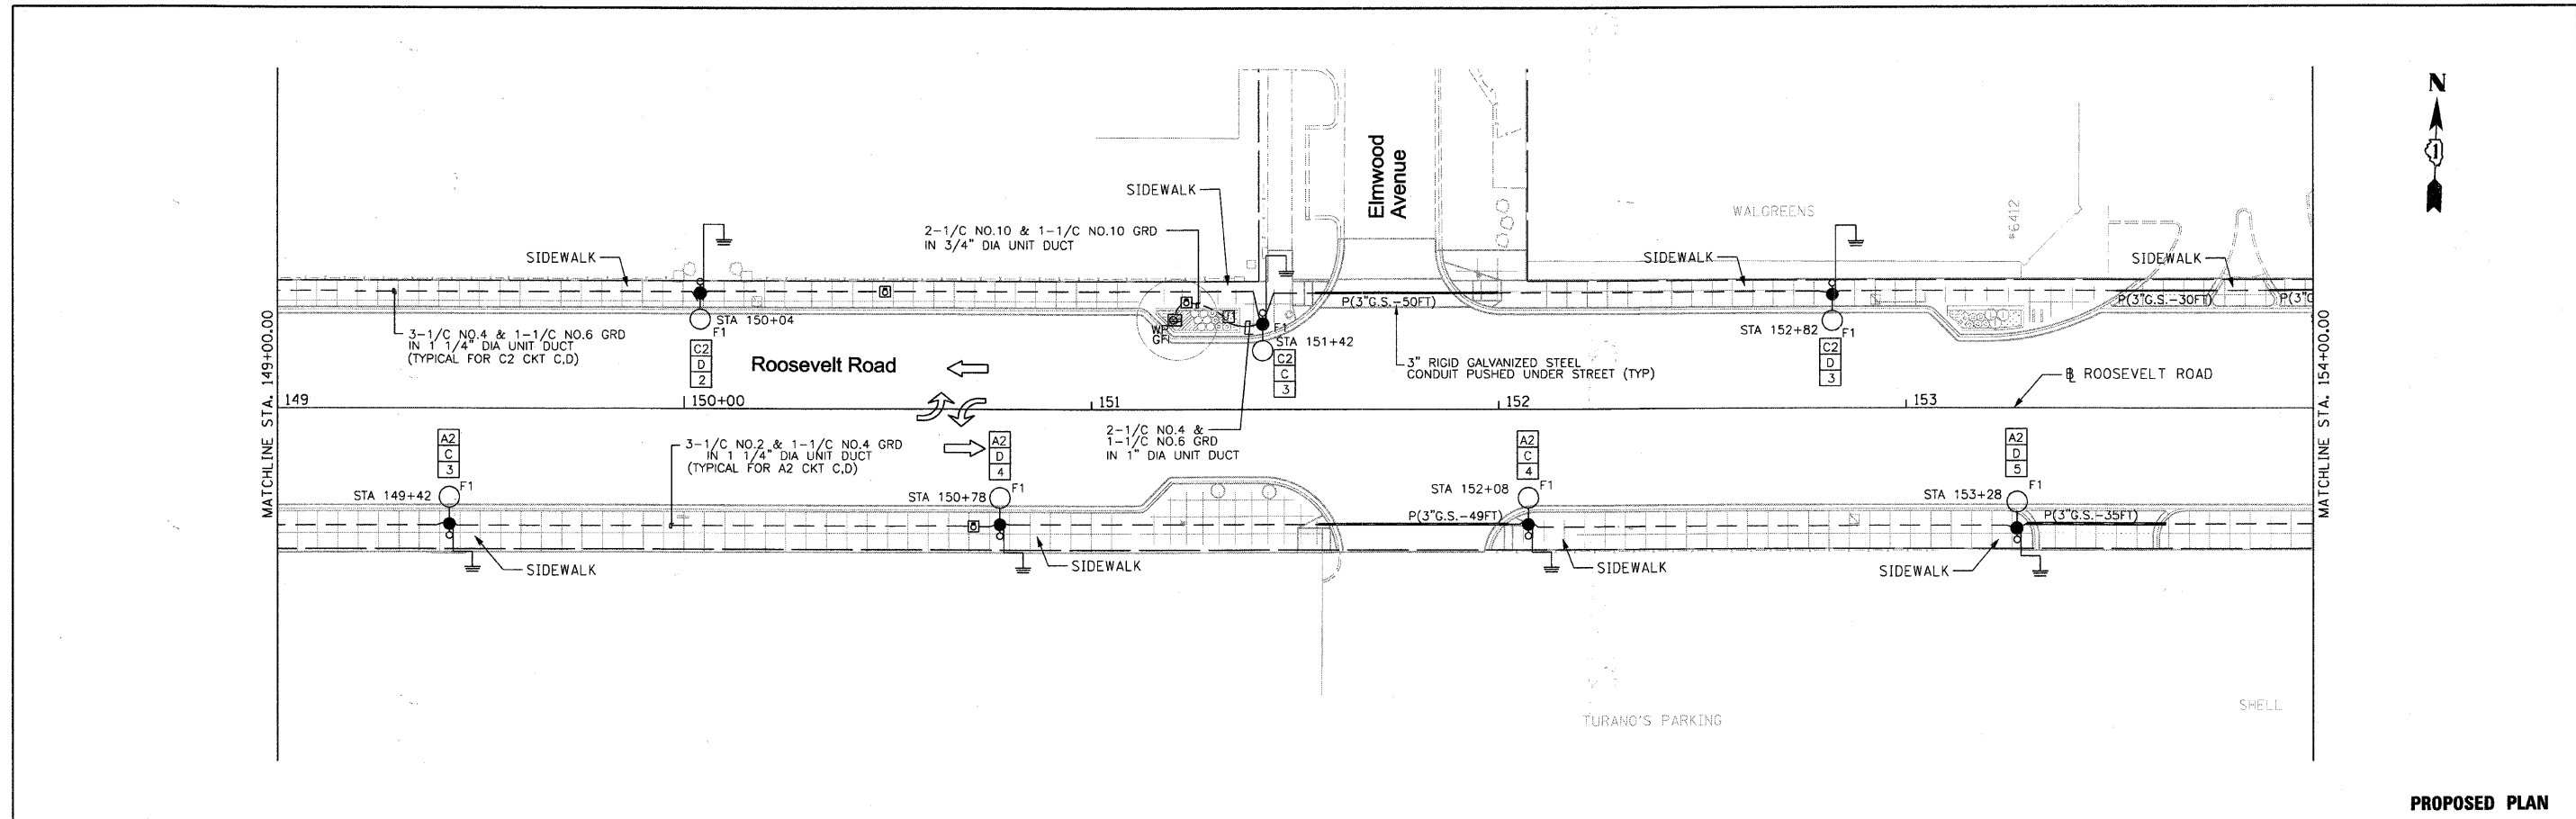 N
1
Elmwood
Avenue
WALGREENS
#6412
SIDEWALK
2-1/C NO.10 & 1-1/C NO.10 GRD
IN 3/4" DIA UNIT DUCT
SIDEWALK
SIDEWALK
SIDEWALK
P(3"G.S.-50FT)
P(3"G.S.-30FT)
P(3"G
3-1/C NO.4 & 1-1/C NO.6 GRD
IN 1 1/4" DIA UNIT DUCT
(TYPICAL FOR C2 CKT C,D)
STA 150+04
F1
C2
D
2
WP
GFI
F1
STA 151+42
C2
C
3
STA 152+82
F1
C2
D
3
3" RIGID GALVANIZED STEEL
CONDUIT PUSHED UNDER STREET (TYP)
Roosevelt Road
ROOSEVELT ROAD
MATCHLINE STA. 149+00.00
MATCHLINE STA. 154+00.00
149
150+00
151
152
153
A2
C
3
STA 149+42
F1
3-1/C NO.2 & 1-1/C NO.4 GRD
IN 1 1/4" DIA UNIT DUCT
(TYPICAL FOR A2 CKT C,D)
A2
D
4
STA 150+78
F1
2-1/C NO.4 &
1-1/C NO.6 GRD
IN 1" DIA UNIT DUCT
A2
C
4
STA 152+08
F1
A2
D
5
STA 153+28
F1
P(3"G.S.-49FT)
P(3"G.S.-35FT)
SIDEWALK
SIDEWALK
SIDEWALK
SIDEWALK
TURANO'S PARKING
SHELL
PROPOSED PLAN